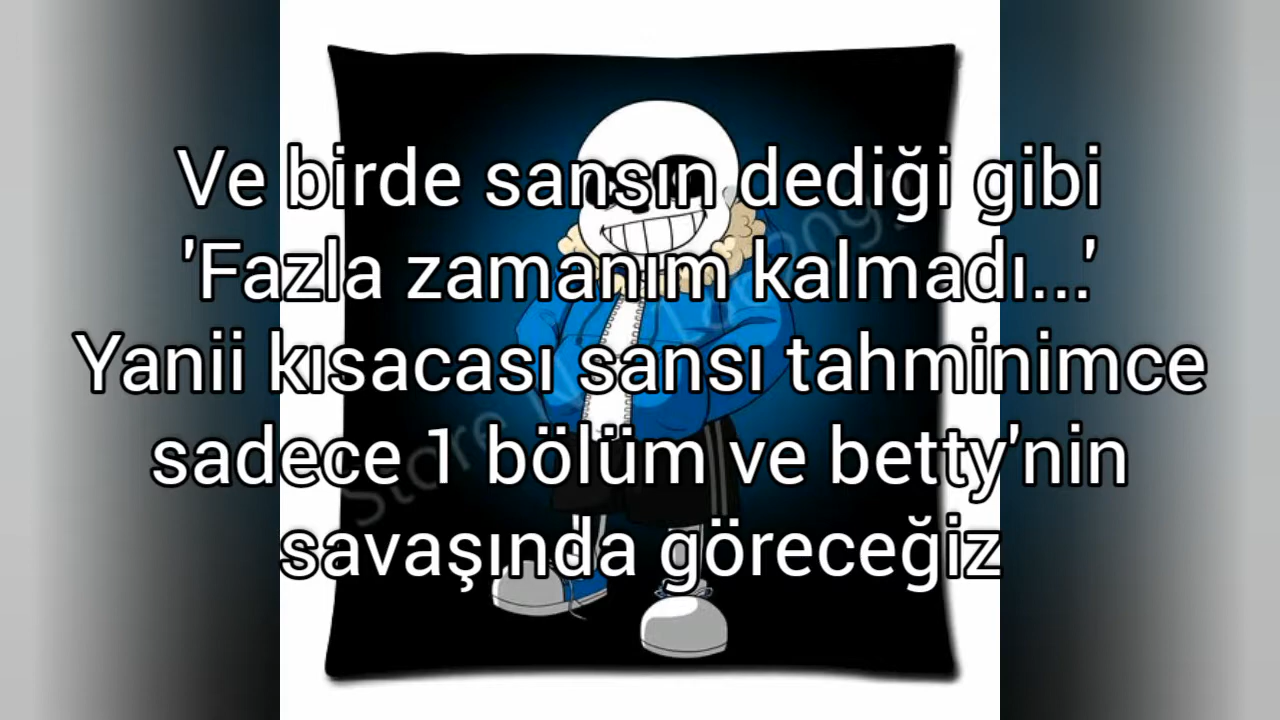 Ve birde sansın dediği gibi
'Fazla zamanım kalmadı...'
Yanii kısacası sansı tahminimce
sadece 1 bölüm ve betty'nin
savaşında göreceğiz
Store